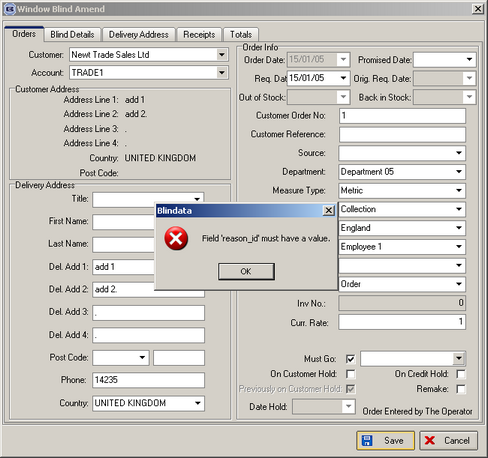 Window Blind Amend
Orders Blind Details Delivery Address Receipts Totals
Customer: Newt Trade Sales Ltd
Account: TRADE1
Customer Address
Address Line 1: add 1
Address Line 2: add 2.
Address Line 3: .
Address Line 4: .
Country: UNITED KINGDOM
Post Code:
Delivery Address
Title:
First Name:
Last Name:
Del. Add 1: add 1
Del. Add 2: add 2.
Del. Add 3: .
Del. Add 4: .
Post Code:
Phone: 14235
Country: UNITED KINGDOM
Order Info
Order Date: 15/01/05 Promised Date:
Req. Dat 15/01/05 Orig. Req. Date:
Out of Stock: Back in Stock:
Customer Order No: 1
Customer Reference:
Source:
Department: Department 05
Measure Type: Metric
Collection
England
Employee 1
Order
Inv No.: 0
Curr. Rate: 1
Must Go:
On Customer Hold: On Credit Hold:
Previously on Customer Hold: Remake:
Date Hold: Order Entered by The Operator
Blindata
Field 'reason_id' must have a value.
OK
Save Cancel